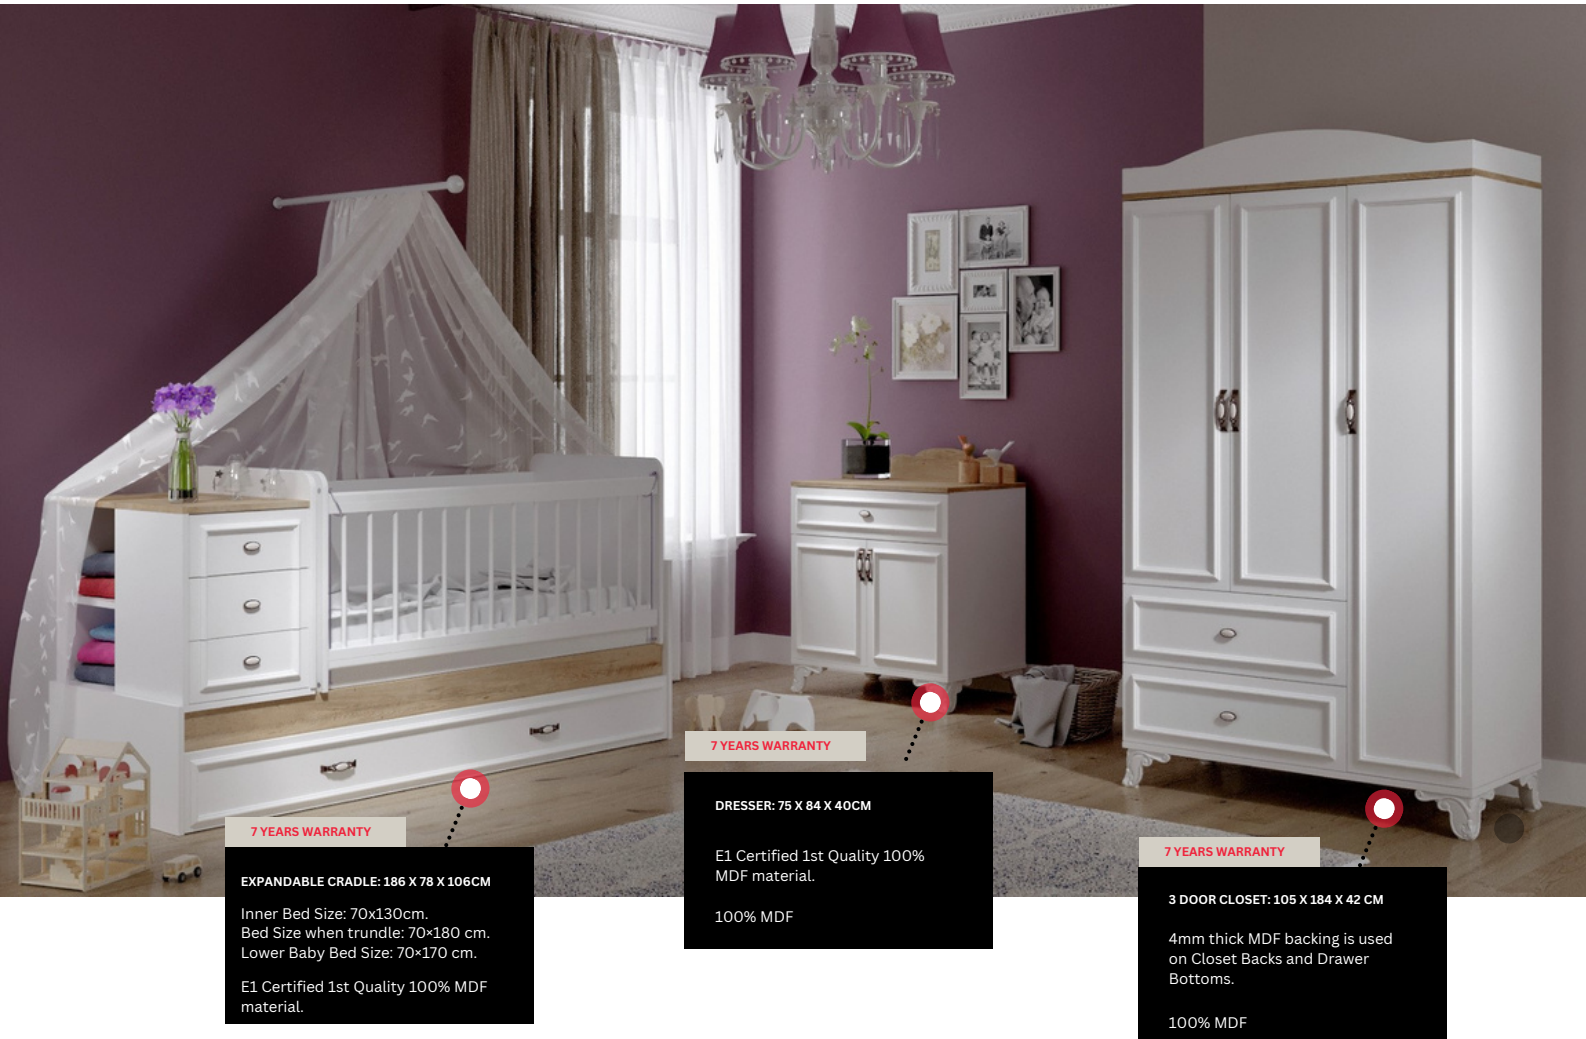 7 YEARS WARRANTY
EXPANDABLE CRADLE: 186 X 78 X 106CM
Inner Bed Size: 70x130cm.
Bed Size when trundle: 70×180 cm.
Lower Baby Bed Size: 70×170 cm.
E1 Certified 1st Quality 100% MDF
material.
7 YEARS WARRANTY
DRESSER: 75 X 84 X 40CM
E1 Certified 1st Quality 100%
MDF material.
100% MDF
7 YEARS WARRANTY
3 DOOR CLOSET: 105 X 184 X 42 CM
4mm thick MDF backing is used
on Closet Backs and Drawer
Bottoms.
100% MDF